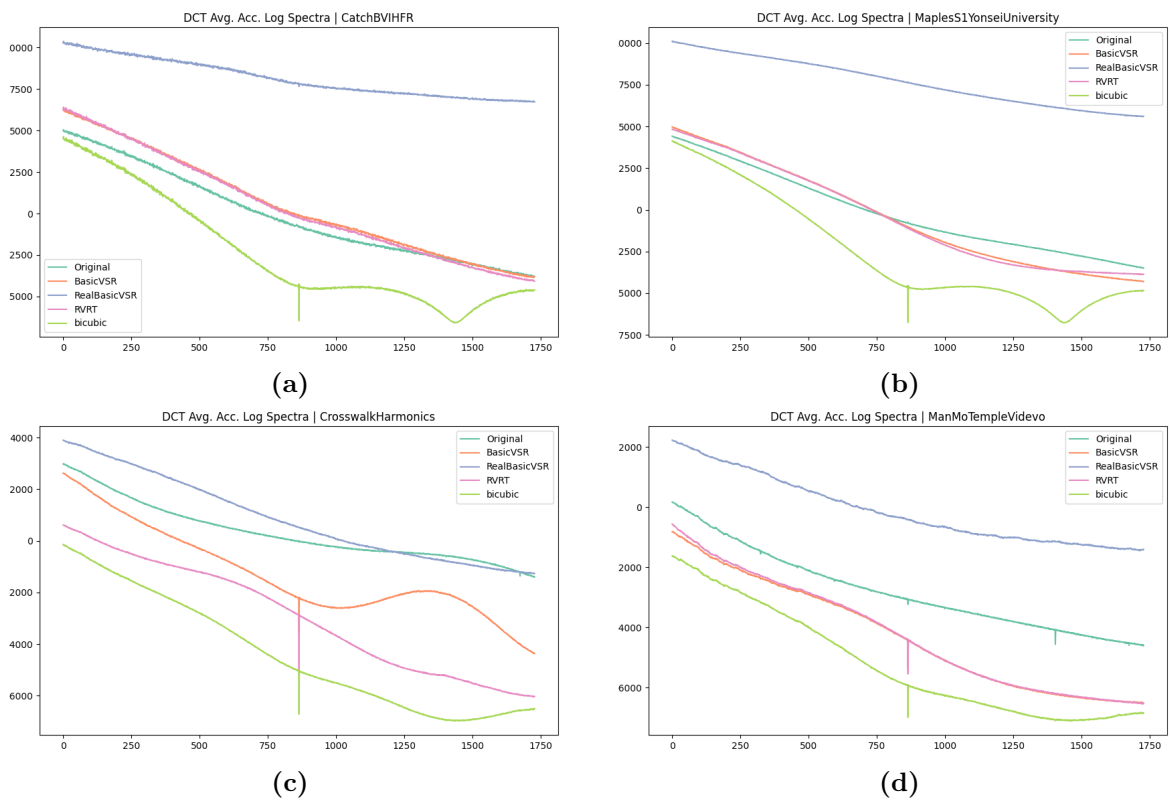 DCT Avg. Acc. Log Spectra | CatchBVIHFR
0000
7500
5000
2500
0
2500
5000
0 250 500 750 1000 1250 1500 1750
Original
BasicVSR
RealBasicVSR
RVRT
bicubic
(a)
DCT Avg. Acc. Log Spectra | MaplesS1YonseiUniversity
0000
7500
5000
2500
0
2500
5000
7500
0 250 500 750 1000 1250 1500 1750
Original
BasicVSR
RealBasicVSR
RVRT
bicubic
(b)
DCT Avg. Acc. Log Spectra | CrosswalkHarmonics
4000
2000
0
2000
4000
6000
0 250 500 750 1000 1250 1500 1750
Original
BasicVSR
RealBasicVSR
RVRT
bicubic
(c)
DCT Avg. Acc. Log Spectra | ManMoTempleVidevo
2000
0
2000
4000
6000
0 250 500 750 1000 1250 1500 1750
Original
BasicVSR
RealBasicVSR
RVRT
bicubic
(d)